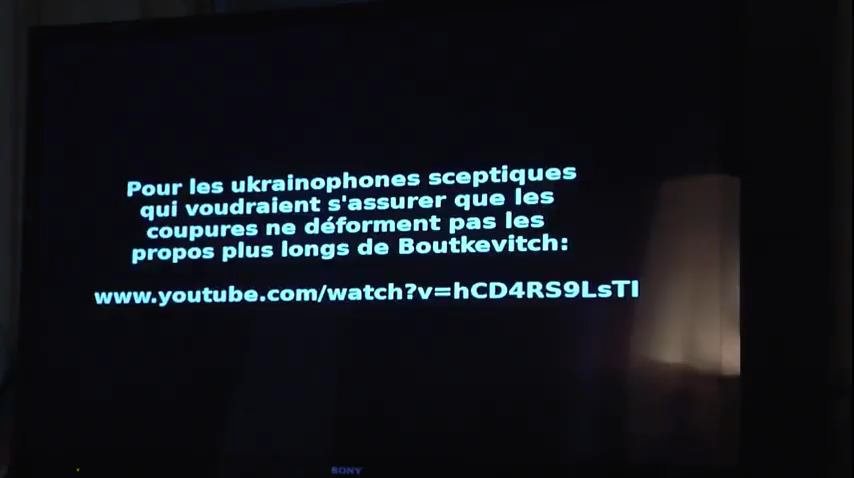 Pour les ukrainophones sceptiques
qui voudraient s'assurer que les
coupures ne déforment pas les
propos plus longs de Boutkevitch:
www.youtube.com/watch?v=hCD4RS9LsTI
SONY